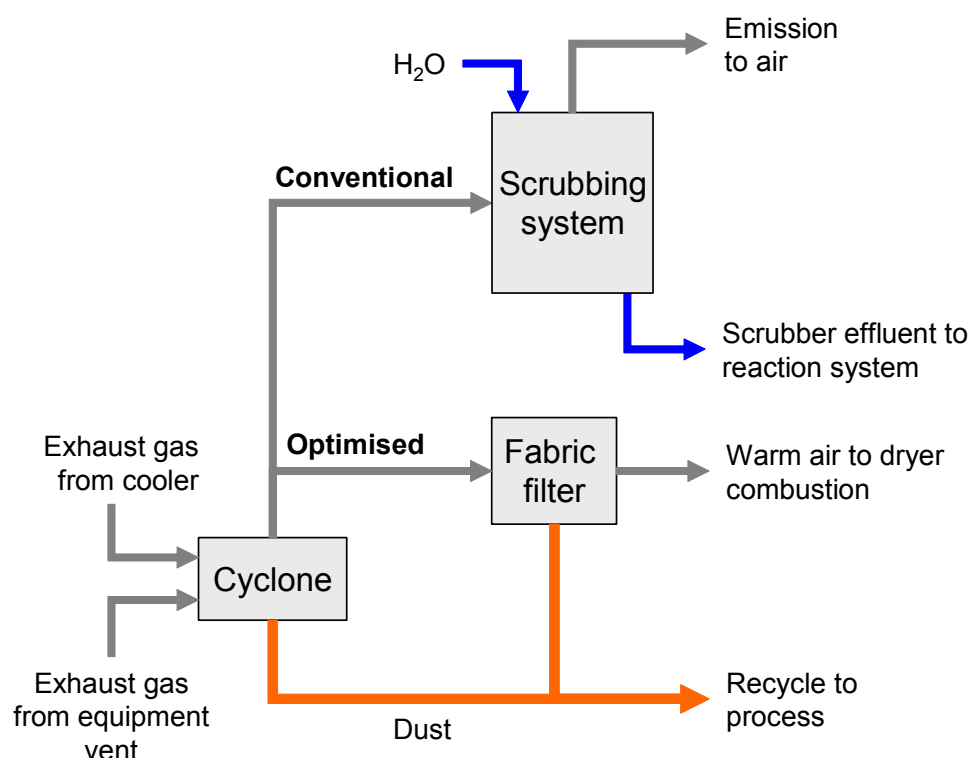 Emission
to air
H₂O
Conventional
Scrubbing
system
Scrubber effluent to
reaction system
Optimised
Fabric
filter
Warm air to dryer
combustion
Exhaust gas
from cooler
Cyclone
Exhaust gas
from equipment
vent
Dust
Recycle to
process